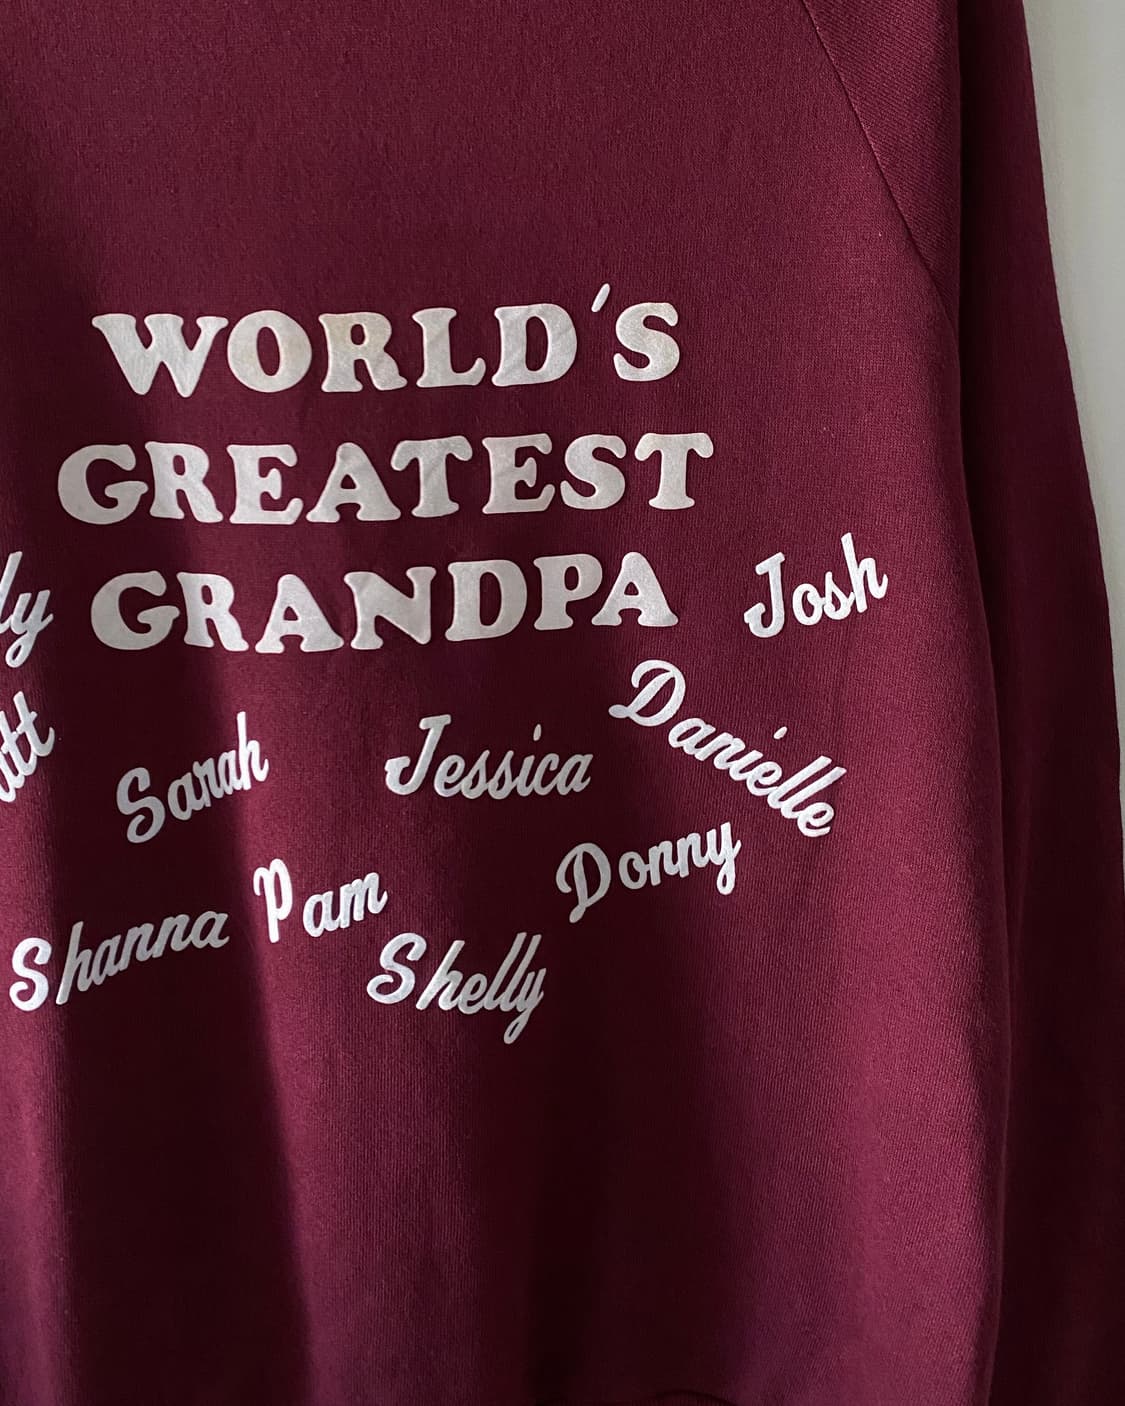 WORLD'S
GREATEST
GRANDPA
Josh
Danielle
Sarah
Jessica
Donny
Pam
Shanna
Shelly